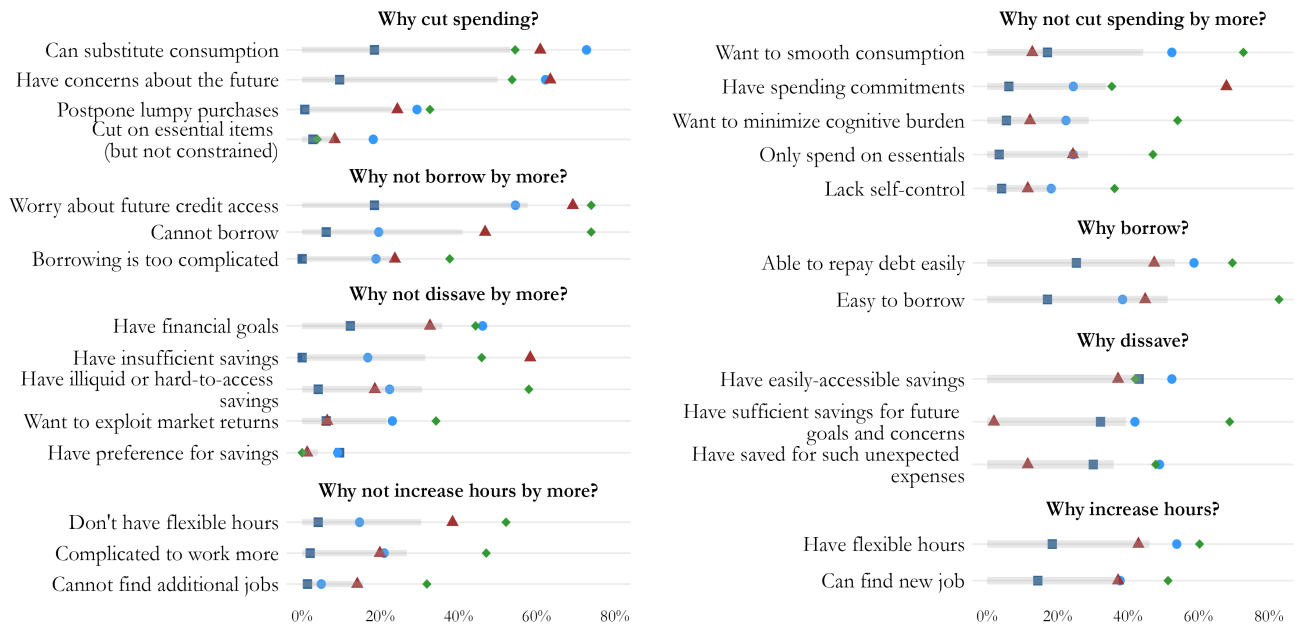 Why cut spending?
Can substitute consumption
Have concerns about the future
Postpone lumpy purchases
Cut on essential items
(but not constrained)
Why not borrow by more?
Worry about future credit access
Cannot borrow
Borrowing is too complicated
Why not dissave by more?
Have financial goals
Have insufficient savings
Have illiquid or hard-to-access
savings
Want to exploit market returns
Have preference for savings
Why not increase hours by more?
Don't have flexible hours
Complicated to work more
Cannot find additional jobs
0% 20% 40% 60% 80%
Why not cut spending by more?
Want to smooth consumption
Have spending commitments
Want to minimize cognitive burden
Only spend on essentials
Lack self-control
Why borrow?
Able to repay debt easily
Easy to borrow
Why dissave?
Have easily-accessible savings
Have sufficient savings for future
goals and concerns
Have saved for such unexpected
expenses
Why increase hours?
Have flexible hours
Can find new job
0% 20% 40% 60% 80%